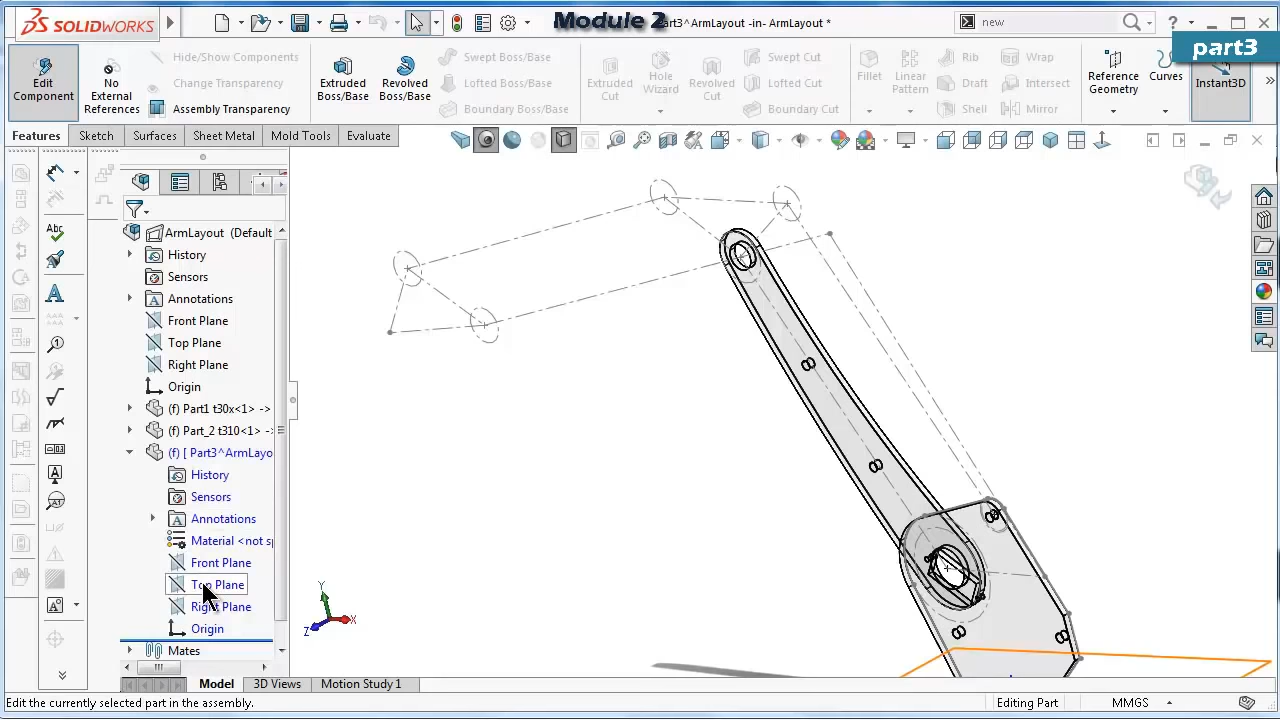 SOLIDWORKS
Module 2
Part3^ArmLayout -in- ArmLayout *
new
part3
Edit
Component
No
External
References
Hide/Show Components
Change Transparency
Assembly Transparency
Extruded
Boss/Base
Revolved
Boss/Base
Swept Boss/Base
Lofted Boss/Base
Boundary Boss/Base
Extruded
Cut
Hole
Wizard
Revolved
Cut
Swept Cut
Lofted Cut
Boundary Cut
Fillet
Linear
Pattern
Rib
Draft
Shell
Wrap
Intersect
Mirror
Reference
Geometry
Curves
Instant3D
Features
Sketch
Surfaces
Sheet Metal
Mold Tools
Evaluate
ArmLayout (Default
History
Sensors
Annotations
Front Plane
Top Plane
Right Plane
Origin
(f) Part1 t30x<1> ->
(f) Part_2 t310<1> ->
(f) [ Part3^ArmLayo
History
Sensors
Annotations
Material <not s
Front Plane
Top Plane
Right Plane
Origin
Mates
Y
X
Z
Model
3D Views
Motion Study 1
Edit the currently selected part in the assembly.
Editing Part
MMGS